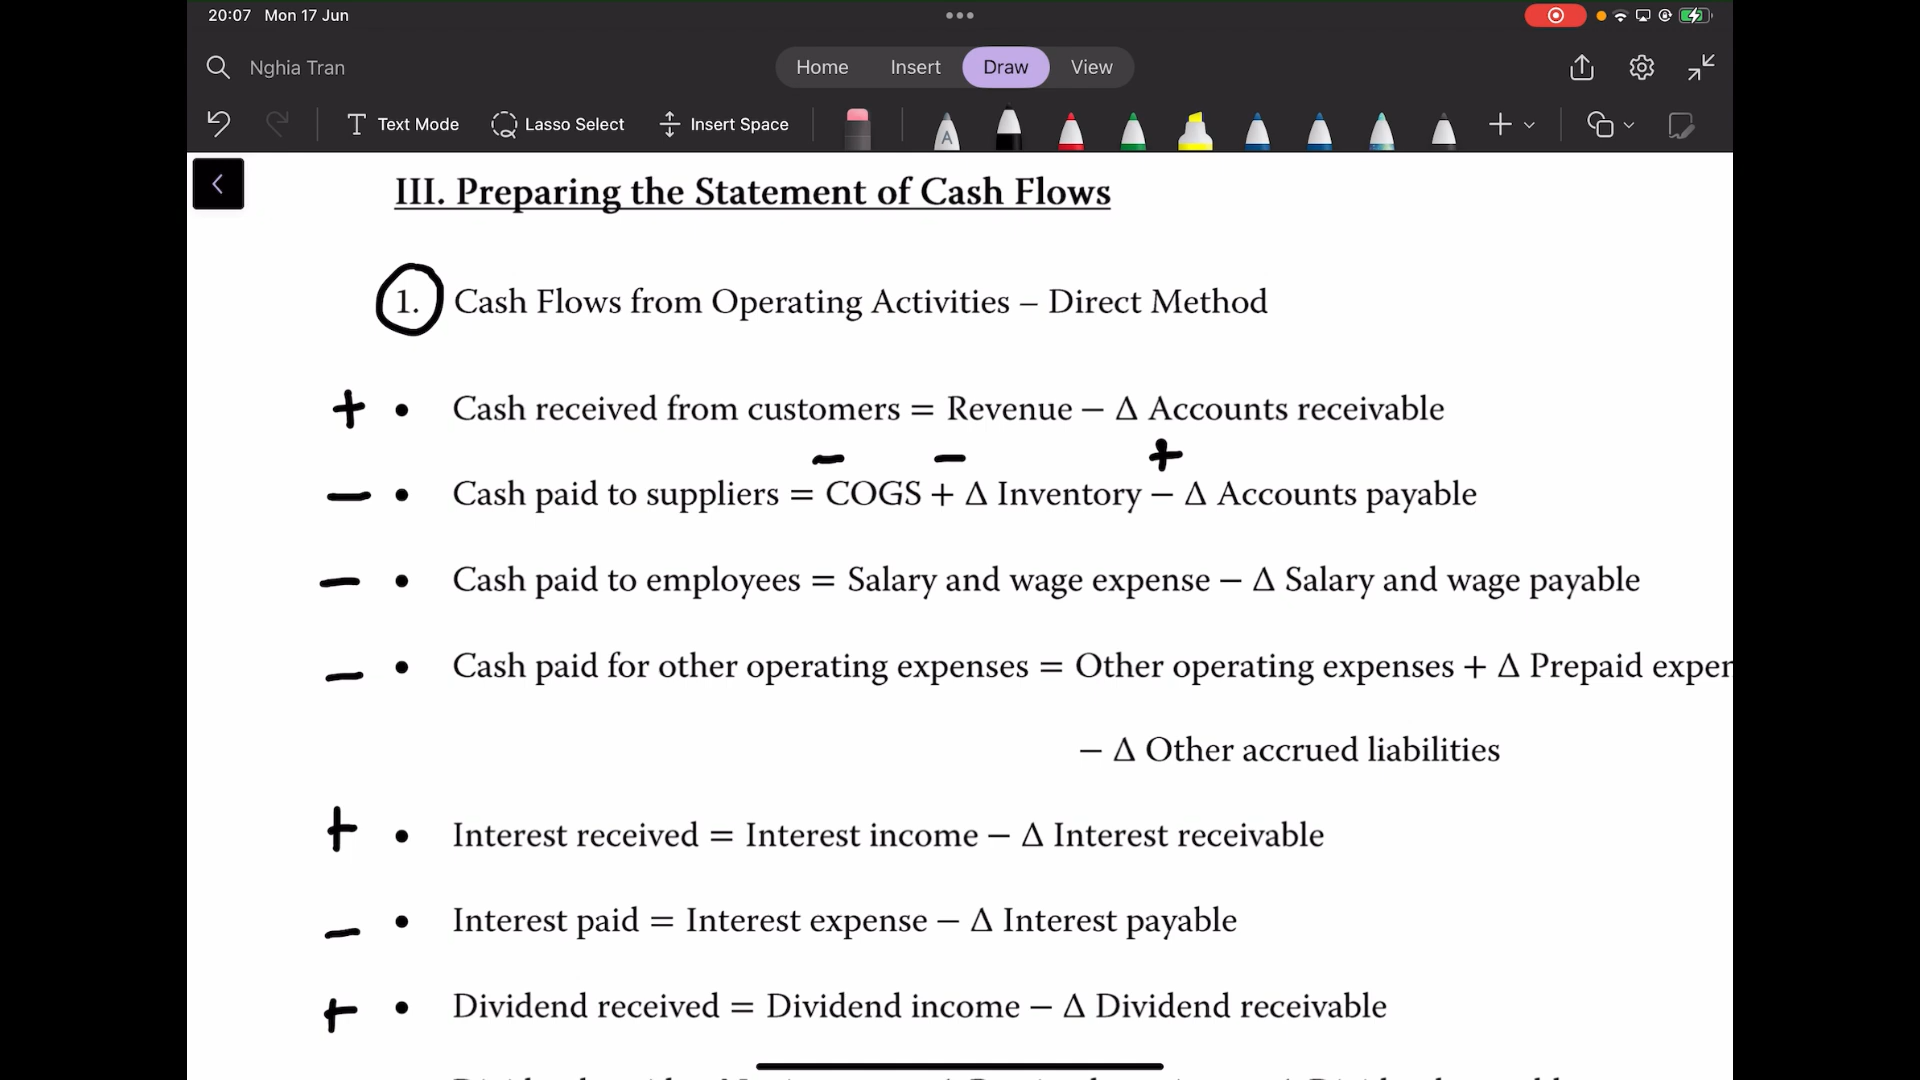 20:07 Mon 17 Jun
Nghia Tran
Home Insert Draw View
Text Mode Lasso Select Insert Space A
III. Preparing the Statement of Cash Flows
1. Cash Flows from Operating Activities – Direct Method
+ • Cash received from customers = Revenue − Δ Accounts receivable
− − +
− • Cash paid to suppliers = COGS + Δ Inventory − Δ Accounts payable
− • Cash paid to employees = Salary and wage expense − Δ Salary and wage payable
− • Cash paid for other operating expenses = Other operating expenses + Δ Prepaid expen
− Δ Other accrued liabilities
+ • Interest received = Interest income − Δ Interest receivable
− • Interest paid = Interest expense − Δ Interest payable
+ • Dividend received = Dividend income − Δ Dividend receivable